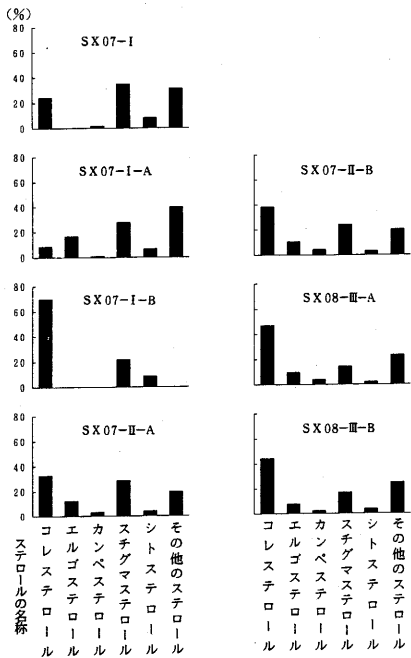 (%)
SX07-I
80
60
40
20
0
SX07-I-A
80
60
40
20
0
SX07-II-B
SX07-I-B
80
60
40
20
0
SX08-III-A
SX07-II-A
80
60
40
20
0
SX08-III-B
ステロールの名称
コレステロール
エルゴステロール
カンペステロール
スチグマステロール
シトステロール
その他のステロール
コレステロール
エルゴステロール
カンペステロール
スチグマステロール
シトステロール
その他のステロール